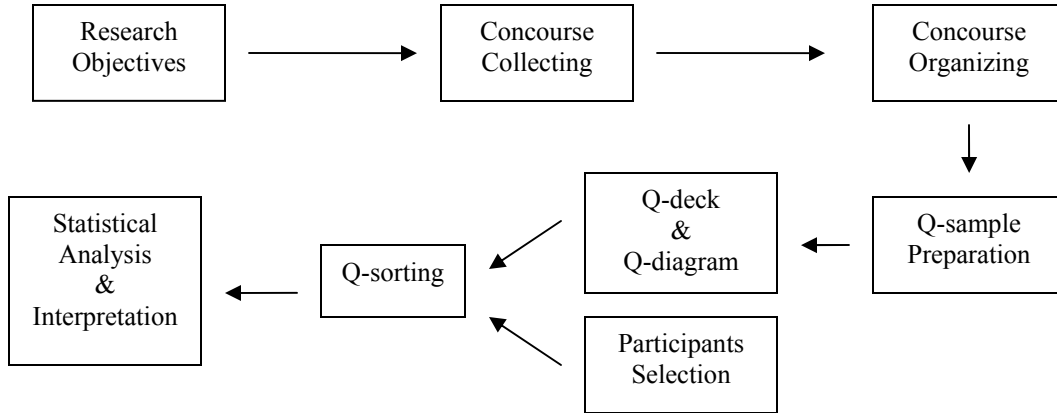 Research
Objectives
Concourse
Collecting
Concourse
Organizing
Q-sample
Preparation
Q-deck
&
Q-diagram
Participants
Selection
Q-sorting
Statistical
Analysis
&
Interpretation